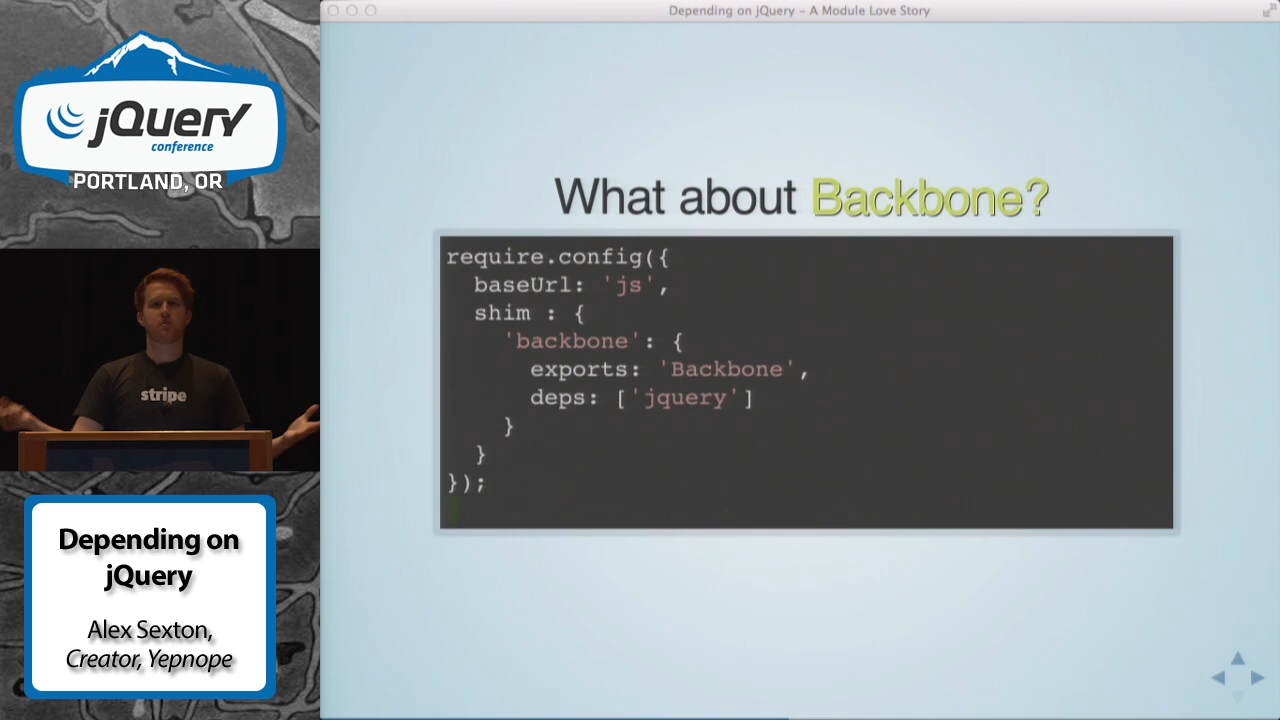 jQuery
conference
PORTLAND, OR
stripe
Depending on
jQuery
Alex Sexton,
Creator, Yepnope
Depending on jQuery – A Module Love Story
What about Backbone?
require.config({
  baseUrl: 'js',
  shim : {
    'backbone': {
      exports: 'Backbone',
      deps: ['jquery']
    }
  }
});